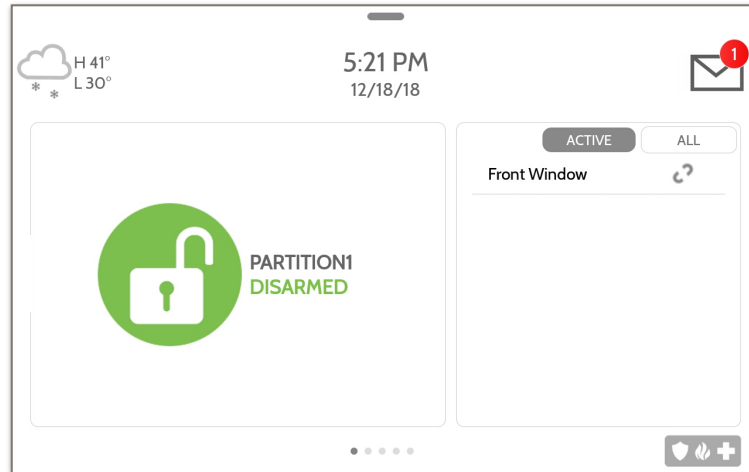 H 41°
L 30°
5:21 PM
12/18/18
1
PARTITION1
DISARMED
ACTIVE
ALL
Front Window